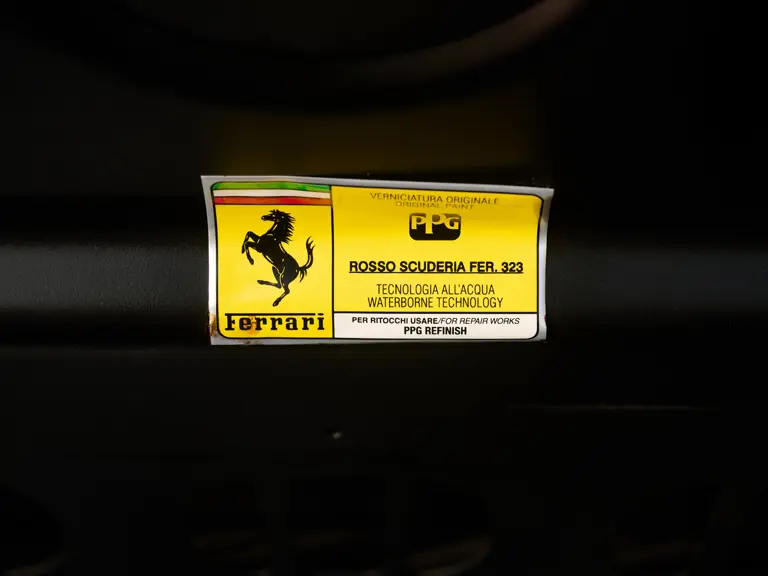 VERNICIATURA ORIGINALE
ORIGINAL PAINT
PPG
ROSSO SCUDERIA FER. 323
TECNOLOGIA ALL'ACQUA
WATERBORNE TECHNOLOGY
Ferrari
PER RITOCCHI USARE/FOR REPAIR WORKS
PPG REFINISH